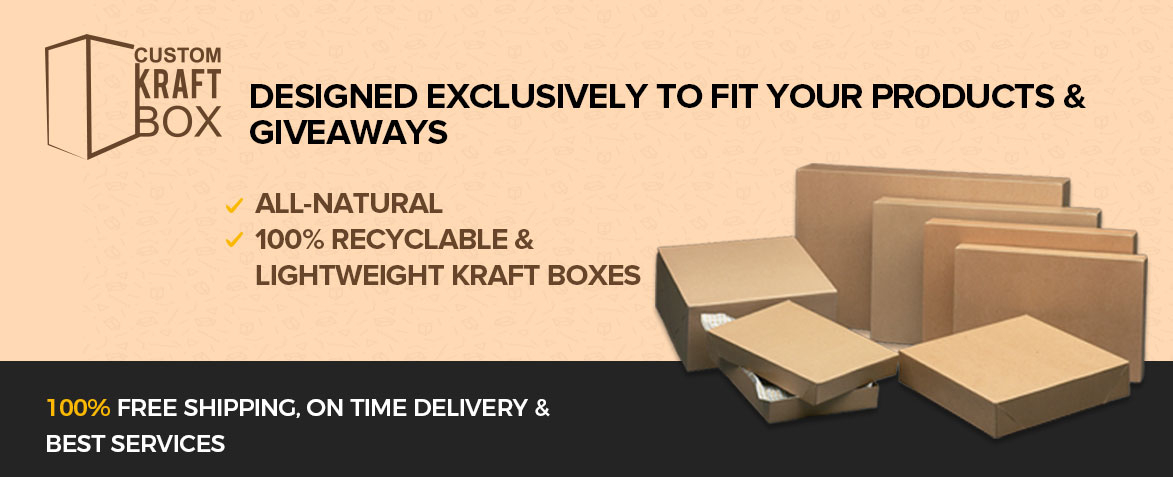 CUSTOM
KRAFT
BOX
DESIGNED EXCLUSIVELY TO FIT YOUR PRODUCTS &
GIVEAWAYS
ALL-NATURAL
100% RECYCLABLE &
LIGHTWEIGHT KRAFT BOXES
100% FREE SHIPPING, ON TIME DELIVERY &
BEST SERVICES